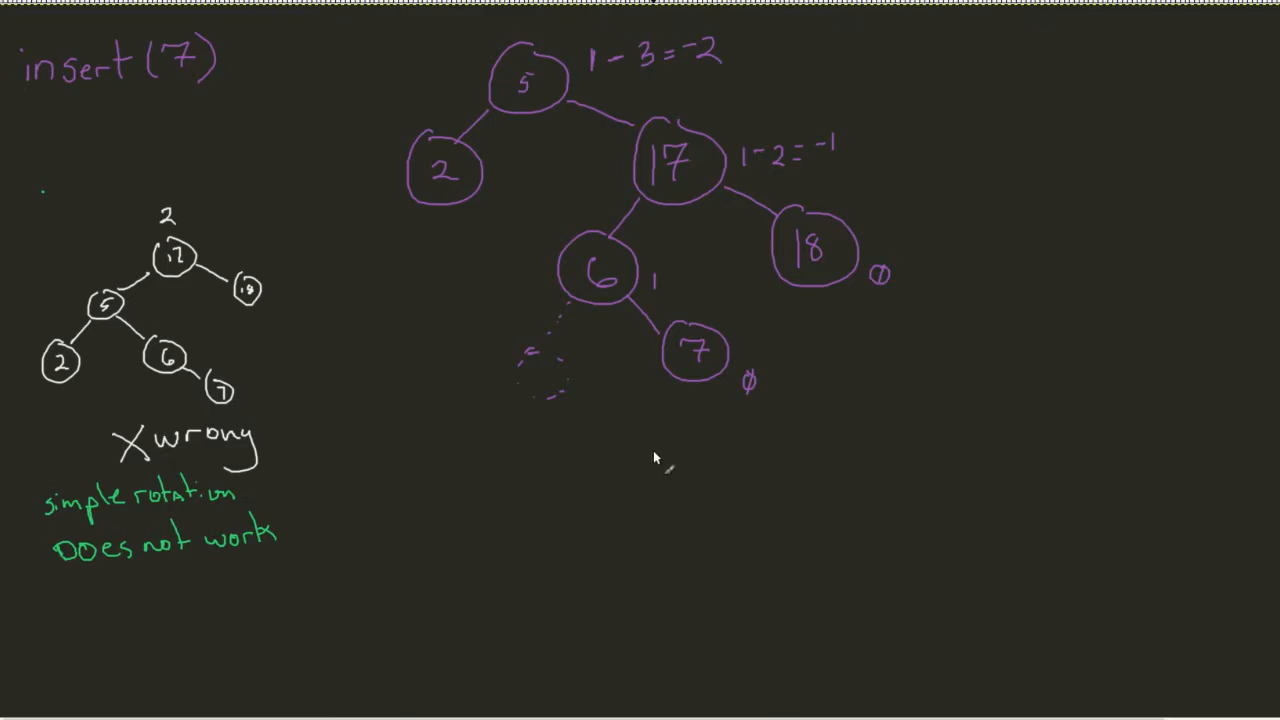 insert(7)
5
1 - 3 = -2
2
17
1 - 2 = -1
6
1
18
0
7
0
2
17
5
18
2
6
7
X wrong
simple rotation
DOes not work